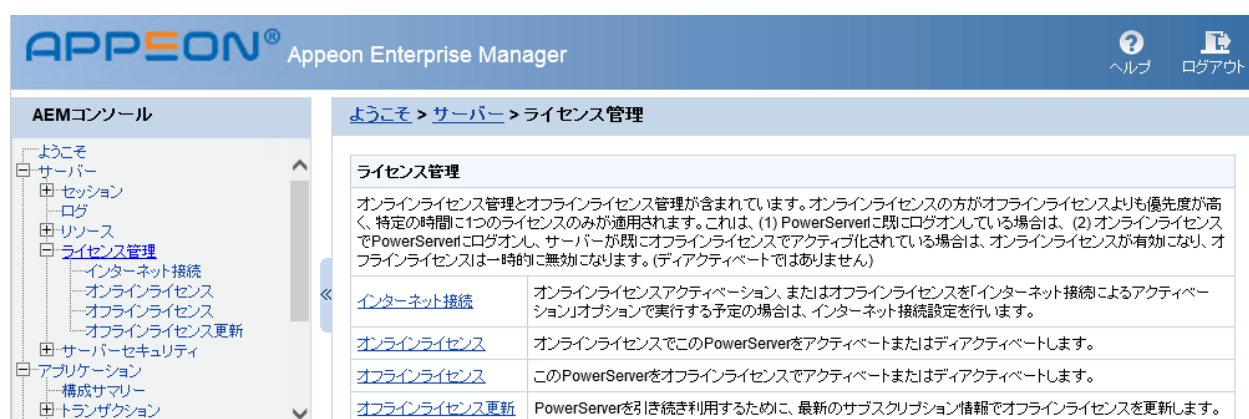 APPEON® Appeon Enterprise Manager
ヘルプ
ログアウト
AEMコンソール
ようこそ
サーバー
セッション
ログ
リソース
ライセンス管理
インターネット接続
オンラインライセンス
オフラインライセンス
オフラインライセンス更新
サーバーセキュリティ
アプリケーション
構成サマリー
トランザクション
«
ようこそ > サーバー > ライセンス管理
ライセンス管理
オンラインライセンス管理とオフラインライセンス管理が含まれています。オンラインライセンスの方がオフラインライセンスよりも優先度が高
く、特定の時間に1つのライセンスのみが適用されます。これは、(1) PowerServerに既にログオンしている場合は、(2) オンラインライセンス
でPowerServerにログオンし、サーバーが既にオフラインライセンスでアクティブ化されている場合は、オンラインライセンスが有効になり、オ
フラインライセンスは一時的に無効になります。(ディアクティベートではありません)
インターネット接続
オンラインライセンスアクティベーション、またはオフラインライセンスを「インターネット接続によるアクティベー
ション」オプションで実行する予定の場合は、インターネット接続設定を行います。
オンラインライセンス
オンラインライセンスでこのPowerServerをアクティベートまたはディアクティベートします。
オフラインライセンス
このPowerServerをオフラインライセンスでアクティベートまたはディアクティベートします。
オフラインライセンス更新
PowerServerを引き続き利用するために、最新のサブスクリプション情報でオフラインライセンスを更新します。